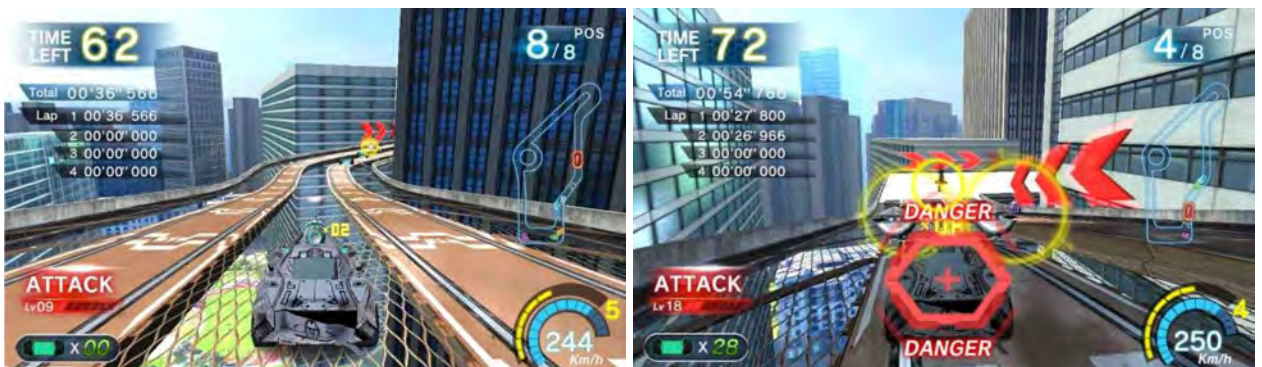 TIME LEFT 62
8/8 POS
Total 00'36"566
Lap 1 00'36"566
2 00'00"000
3 00'00"000
4 00'00"000
0
02
ATTACK
Lv09
X 00
5
244
Km/h
TIME LEFT 72
4/8 POS
Total 00'54"766
Lap 1 00'27"800
2 00'26"966
3 00'00"000
4 00'00"000
0
DANGER
DANGER
ATTACK
Lv18
X 28
4
250
Km/h